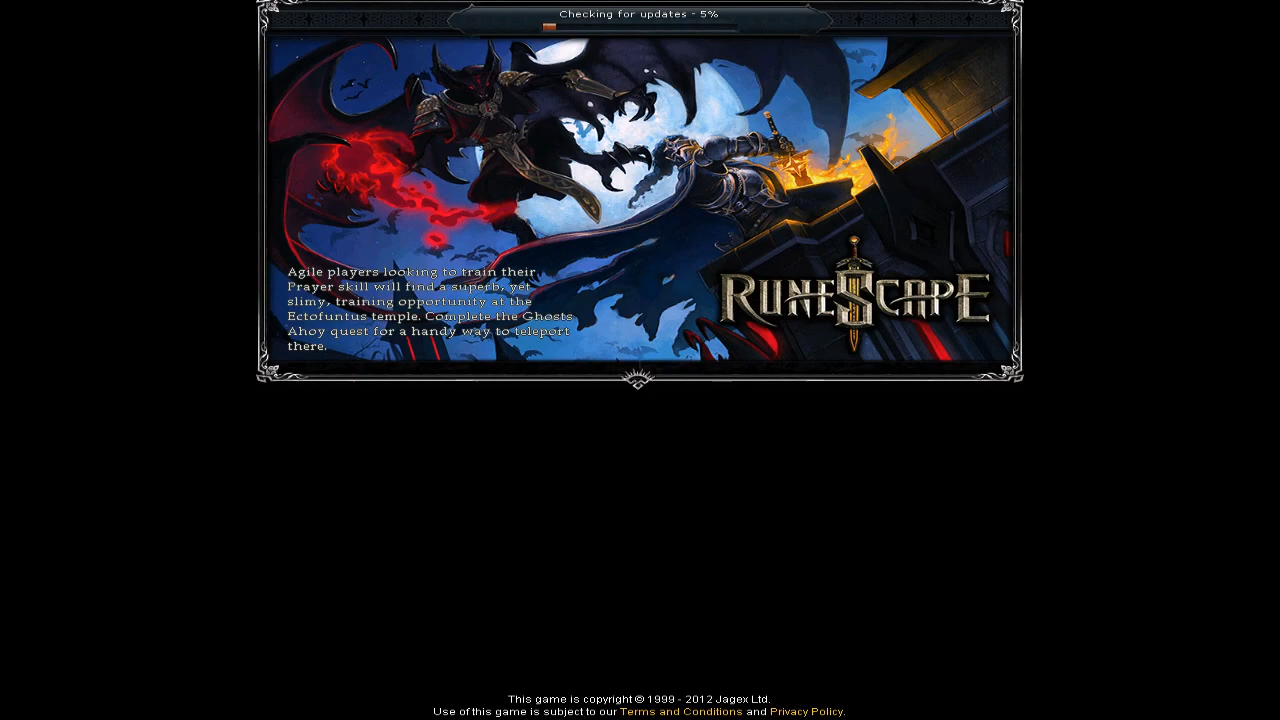 Checking for updates - 5%
Agile players looking to train their
Prayer skill will find a superb, yet
slimy, training opportunity at the
Ectofuntus temple. Complete the Ghosts
Ahoy quest for a handy way to teleport
there.
RUNESCAPE
This game is copyright © 1999 - 2012 Jagex Ltd.
Use of this game is subject to our Terms and Conditions and Privacy Policy.